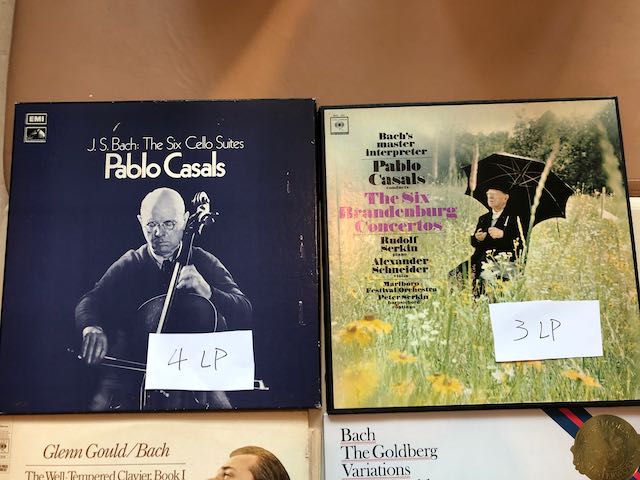 EMI
J. S. Bach: The Six Cello Suites
Pablo Casals
4 LP
Bach's
master
interpreter
Pablo
Casals
conducts
The Six
Brandenburg
Concertos
Rudolf
Serkin
piano
Alexander
Schneider
violin
Marlboro
Festival Orchestra
Peter Serkin
harpsichord
continuo
3 LP
Glenn Gould/Bach
The Well-Tempered Clavier, Book I
Bach
The Goldberg
Variations